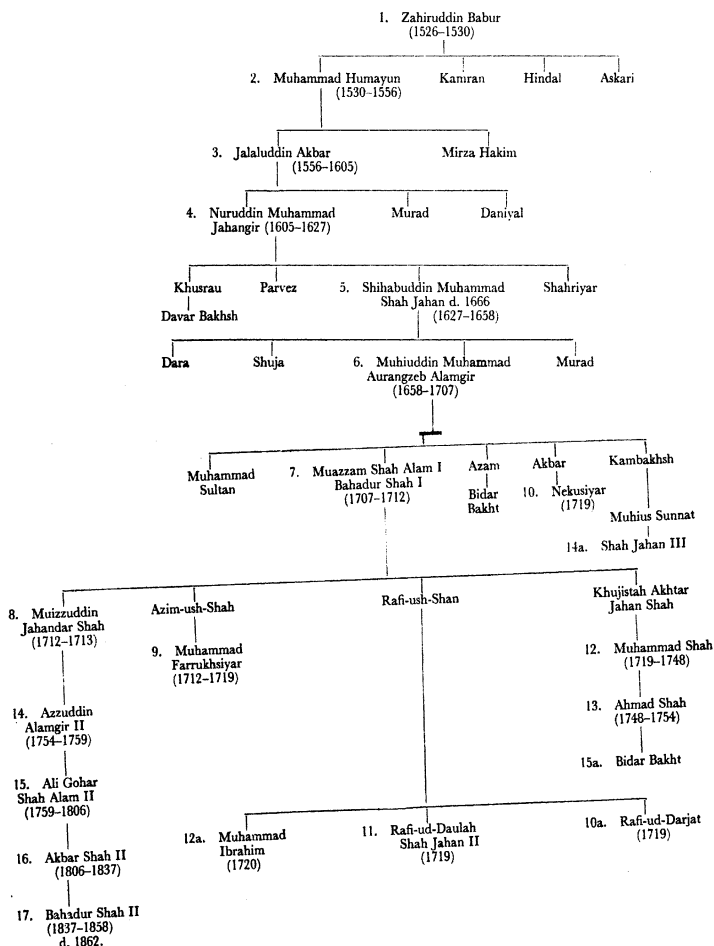 1. Zahiruddin Babur
(1526–1530)
2. Muhammad Humayun
(1530–1556)
Kamran
Hindal
Askari
3. Jalaluddin Akbar
(1556–1605)
Mirza Hakim
4. Nuruddin Muhammad
Jahangir (1605–1627)
Murad
Daniyal
Khusrau
Davar Bakhsh
Parvez
5. Shihabuddin Muhammad
Shah Jahan d. 1666
(1627–1658)
Shahriyar
Dara
Shuja
6. Muhiuddin Muhammad
Aurangzeb Alamgir
(1658–1707)
Murad
Muhammad
Sultan
7. Muazzam Shah Alam I
Bahadur Shah I
(1707–1712)
Azam
Bidar
Bakht
Akbar
10. Nekusiyar
(1719)
Kambakhsh
Muhius Sunnat
14a. Shah Jahan III
8. Muizzuddin
Jahandar Shah
(1712–1713)
Azim-ush-Shah
9. Muhammad
Farrukhsiyar
(1712–1719)
Rafi-ush-Shan
Khujistah Akhtar
Jahan Shah
12. Muhammad Shah
(1719–1748)
13. Ahmad Shah
(1748–1754)
15a. Bidar Bakht
14. Azzuddin
Alamgir II
(1754–1759)
15. Ali Gohar
Shah Alam II
(1759–1806)
16. Akbar Shah II
(1806–1837)
17. Bahadur Shah II
(1837–1858)
d. 1862.
12a. Muhammad
Ibrahim
(1720)
11. Rafi-ud-Daulah
Shah Jahan II
(1719)
10a. Rafi-ud-Darjat
(1719)